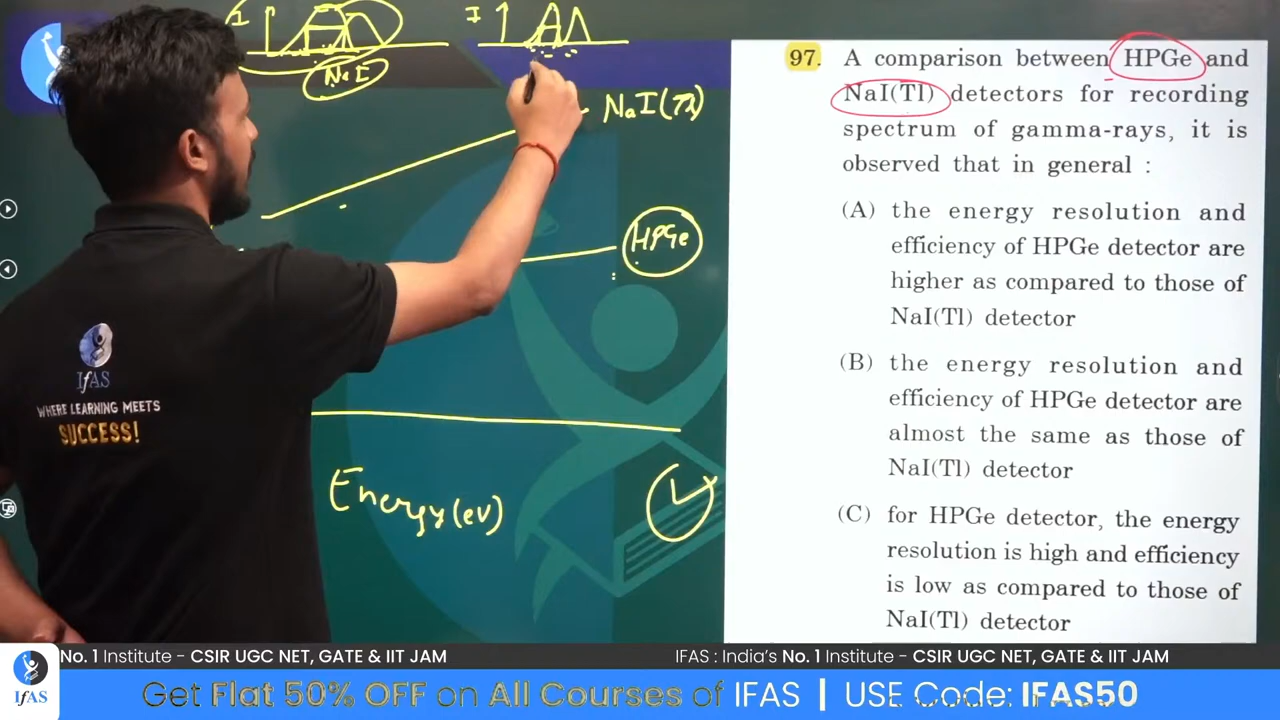 I
I
NaI
NaI(Tl)
HPGe
Energy(eV)
IFAS
WHERE LEARNING MEETS
SUCCESS!
97. A comparison between HPGe and
NaI(Tl) detectors for recording
spectrum of gamma-rays, it is
observed that in general :
(A) the energy resolution and
efficiency of HPGe detector are
higher as compared to those of
NaI(Tl) detector
(B) the energy resolution and
efficiency of HPGe detector are
almost the same as those of
NaI(Tl) detector
(C) for HPGe detector, the energy
resolution is high and efficiency
is low as compared to those of
NaI(Tl) detector
No. 1 Institute - CSIR UGC NET, GATE & IIT JAM
IFAS : India's No. 1 Institute - CSIR UGC NET, GATE & IIT JAM
IfAS
Get Flat 50% OFF on All Courses of IFAS | USE Code: IFAS50